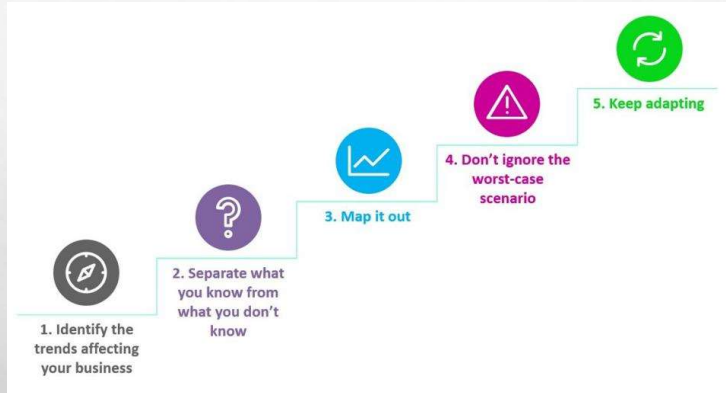 1. Identify the
trends affecting
your business
2. Separate what
you know from
what you don't
know
3. Map it out
4. Don't ignore the
worst-case
scenario
5. Keep adapting